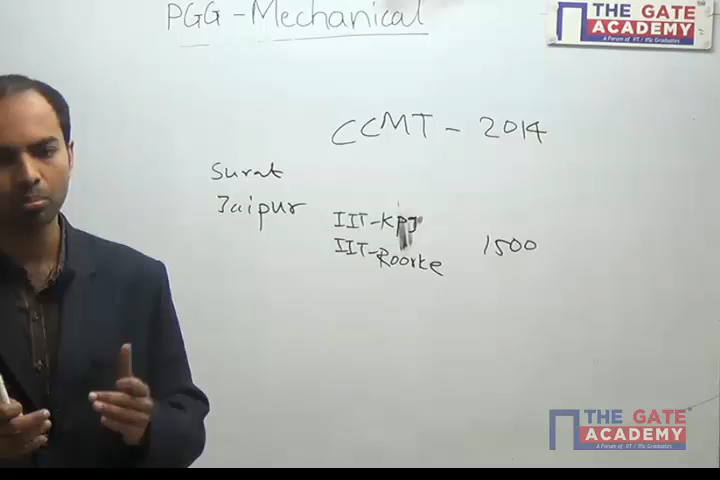 PGG - Mechanical
THE GATE
ACADEMY
A Forum of IIT / IISc Graduates
CCMT - 2014
Surat
Jaipur
IIT-KPJ
IIT-Roorke 1500
THE GATE
ACADEMY
A Forum of IIT / IISc Graduates